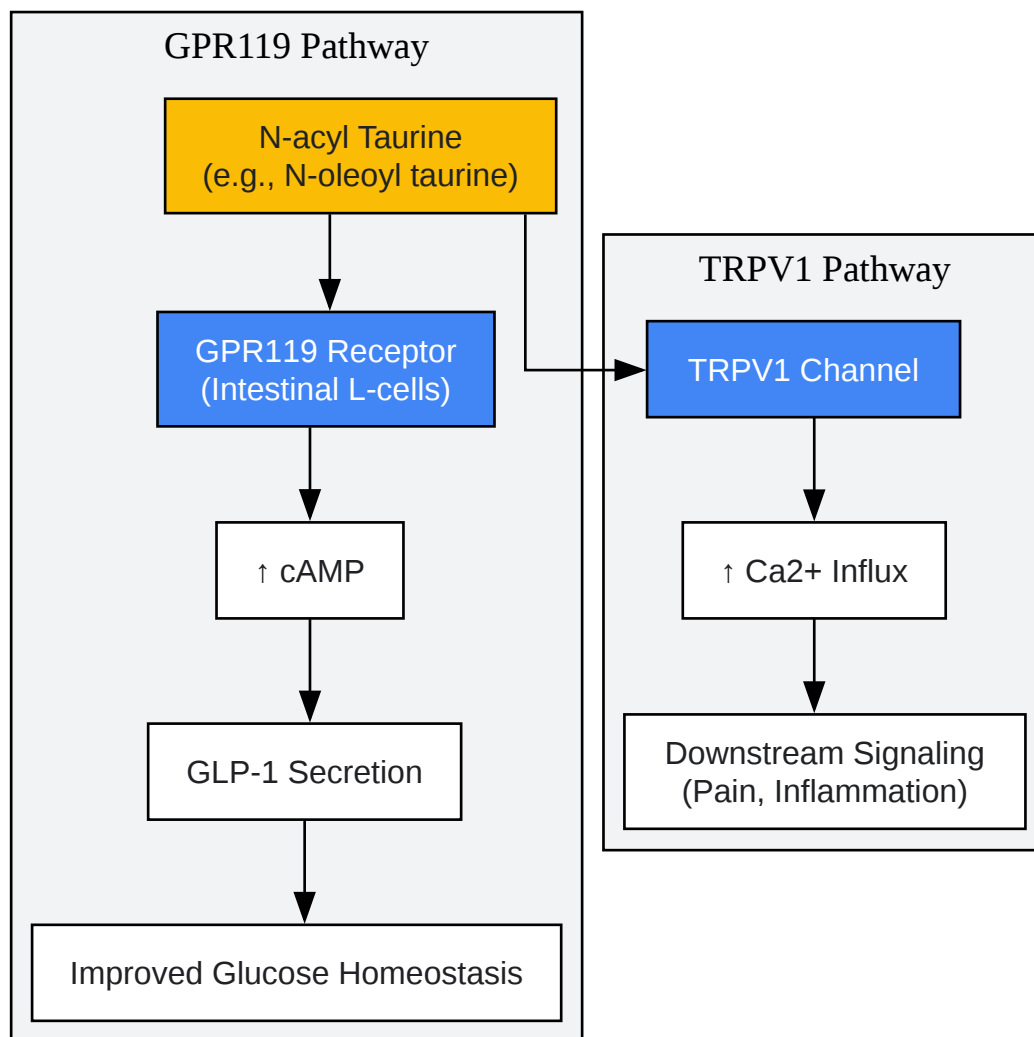 GPR119 Pathway
N-acyl Taurine
(e.g., N-oleoyl taurine)
GPR119 Receptor
(Intestinal L-cells)
↑ cAMP
GLP-1 Secretion
Improved Glucose Homeostasis
TRPV1 Pathway
TRPV1 Channel
↑ Ca2+ Influx
Downstream Signaling
(Pain, Inflammation)